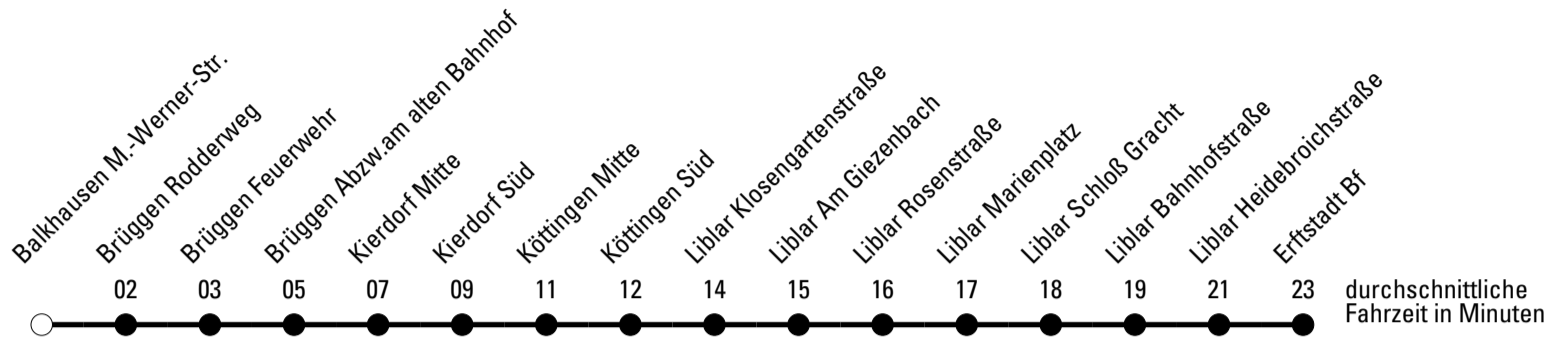 Balkhausen M.-Werner-Str.
Brüggen Rodderweg
Brüggen Feuerwehr
Brüggen Abzw.am alten Bahnhof
Kierdorf Mitte
Kierdorf Süd
Köttingen Mitte
Köttingen Süd
Liblar Klosengartenstraße
Liblar Am Giezenbach
Liblar Rosenstraße
Liblar Marienplatz
Liblar Schloß Gracht
Liblar Bahnhofstraße
Liblar Heidebroichstraße
Erftstadt Bf
02 03 05 07 09 11 12 14 15 16 17 18 19 21 23
durchschnittliche
Fahrzeit in Minuten